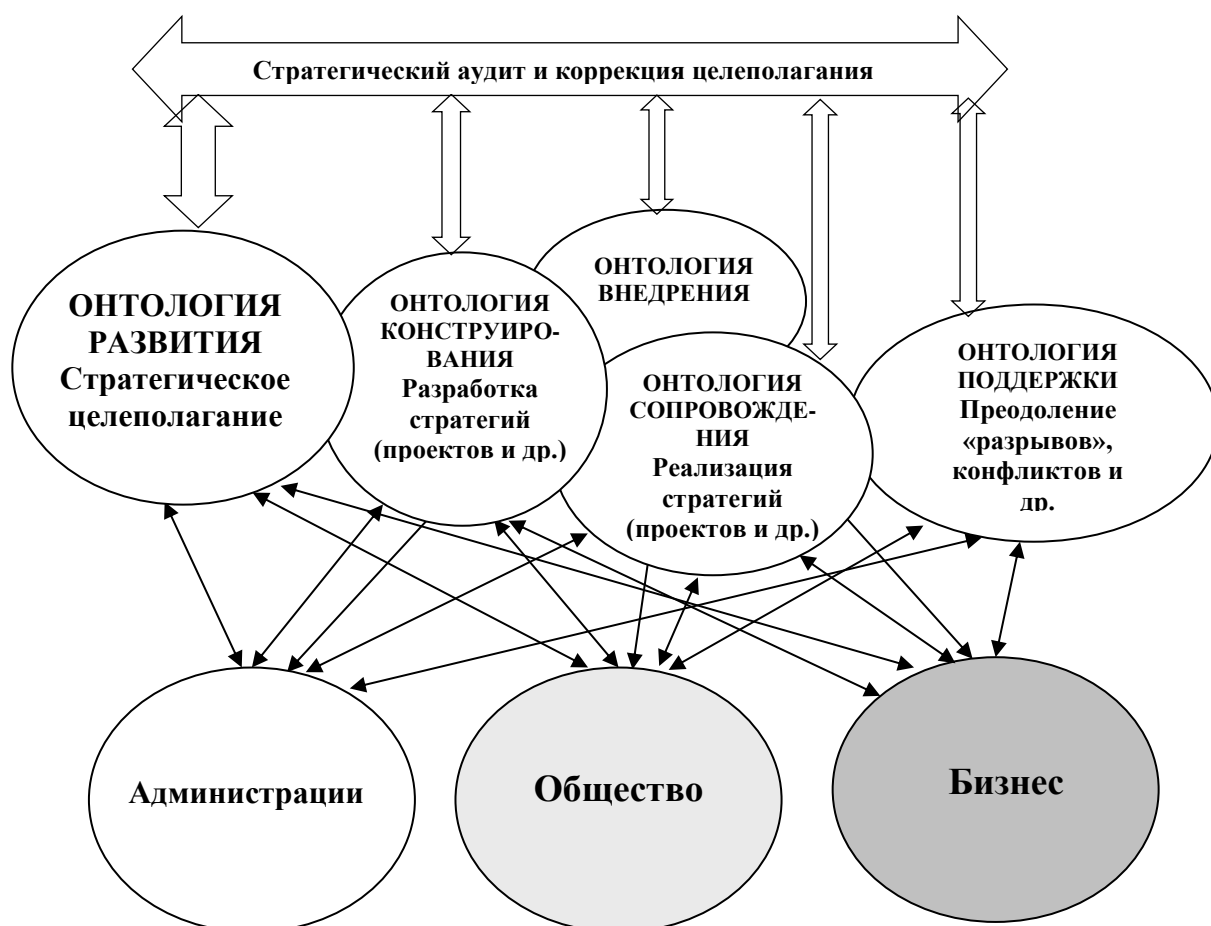 Стратегический аудит и коррекция целеполагания
ОНТОЛОГИЯ
РАЗВИТИЯ
Стратегическое
целеполагание
ОНТОЛОГИЯ
КОНСТРУИРО-
ВАНИЯ
Разработка
стратегий
(проектов и др.)
ОНТОЛОГИЯ
ВНЕДРЕНИЯ
ОНТОЛОГИЯ
СОПРОВОЖДЕ-
НИЯ
Реализация
стратегий
(проектов и др.)
ОНТОЛОГИЯ
ПОДДЕРЖКИ
Преодоление
«разрывов»,
конфликтов и
др.
Администрации
Общество
Бизнес